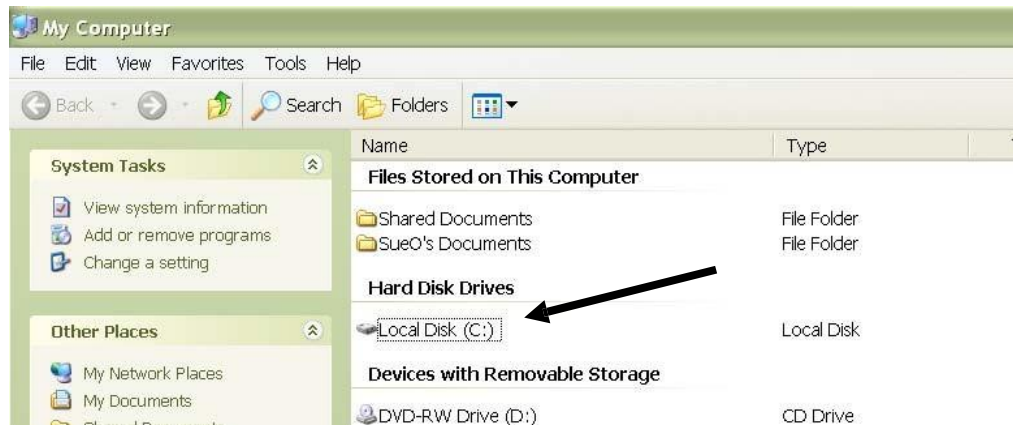 My Computer
File Edit View Favorites Tools Help
Back Search Folders
Name Type
System Tasks
View system information
Add or remove programs
Change a setting
Other Places
My Network Places
My Documents
Files Stored on This Computer
Shared Documents File Folder
SueO's Documents File Folder
Hard Disk Drives
Local Disk (C:) Local Disk
Devices with Removable Storage
DVD-RW Drive (D:) CD Drive